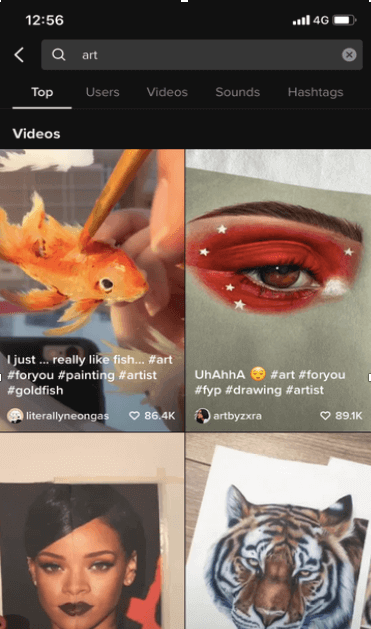 12:56
4G
art
Top Users Videos Sounds Hashtags
Videos
I just ... really like fish... #art
#foryou #painting #artist
#goldfish
literallyneongas 86.4K
UhAhhA 😔 #art #foryou
#fyp #drawing #artist
artbyzxra 89.1K